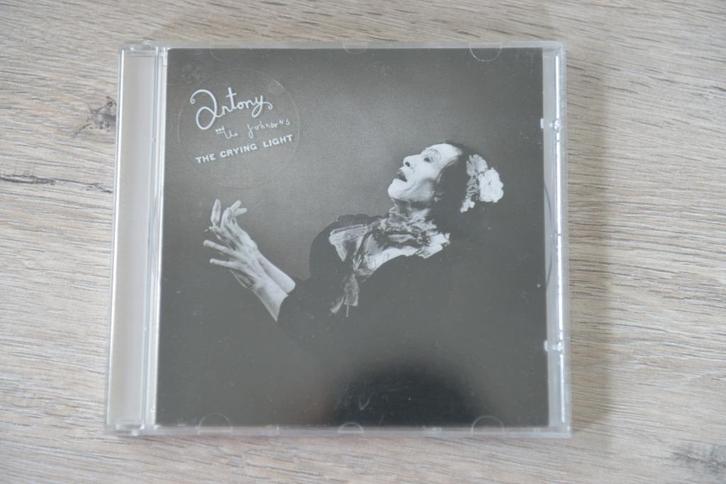 Antony
and the Johnsons
THE CRYING LIGHT